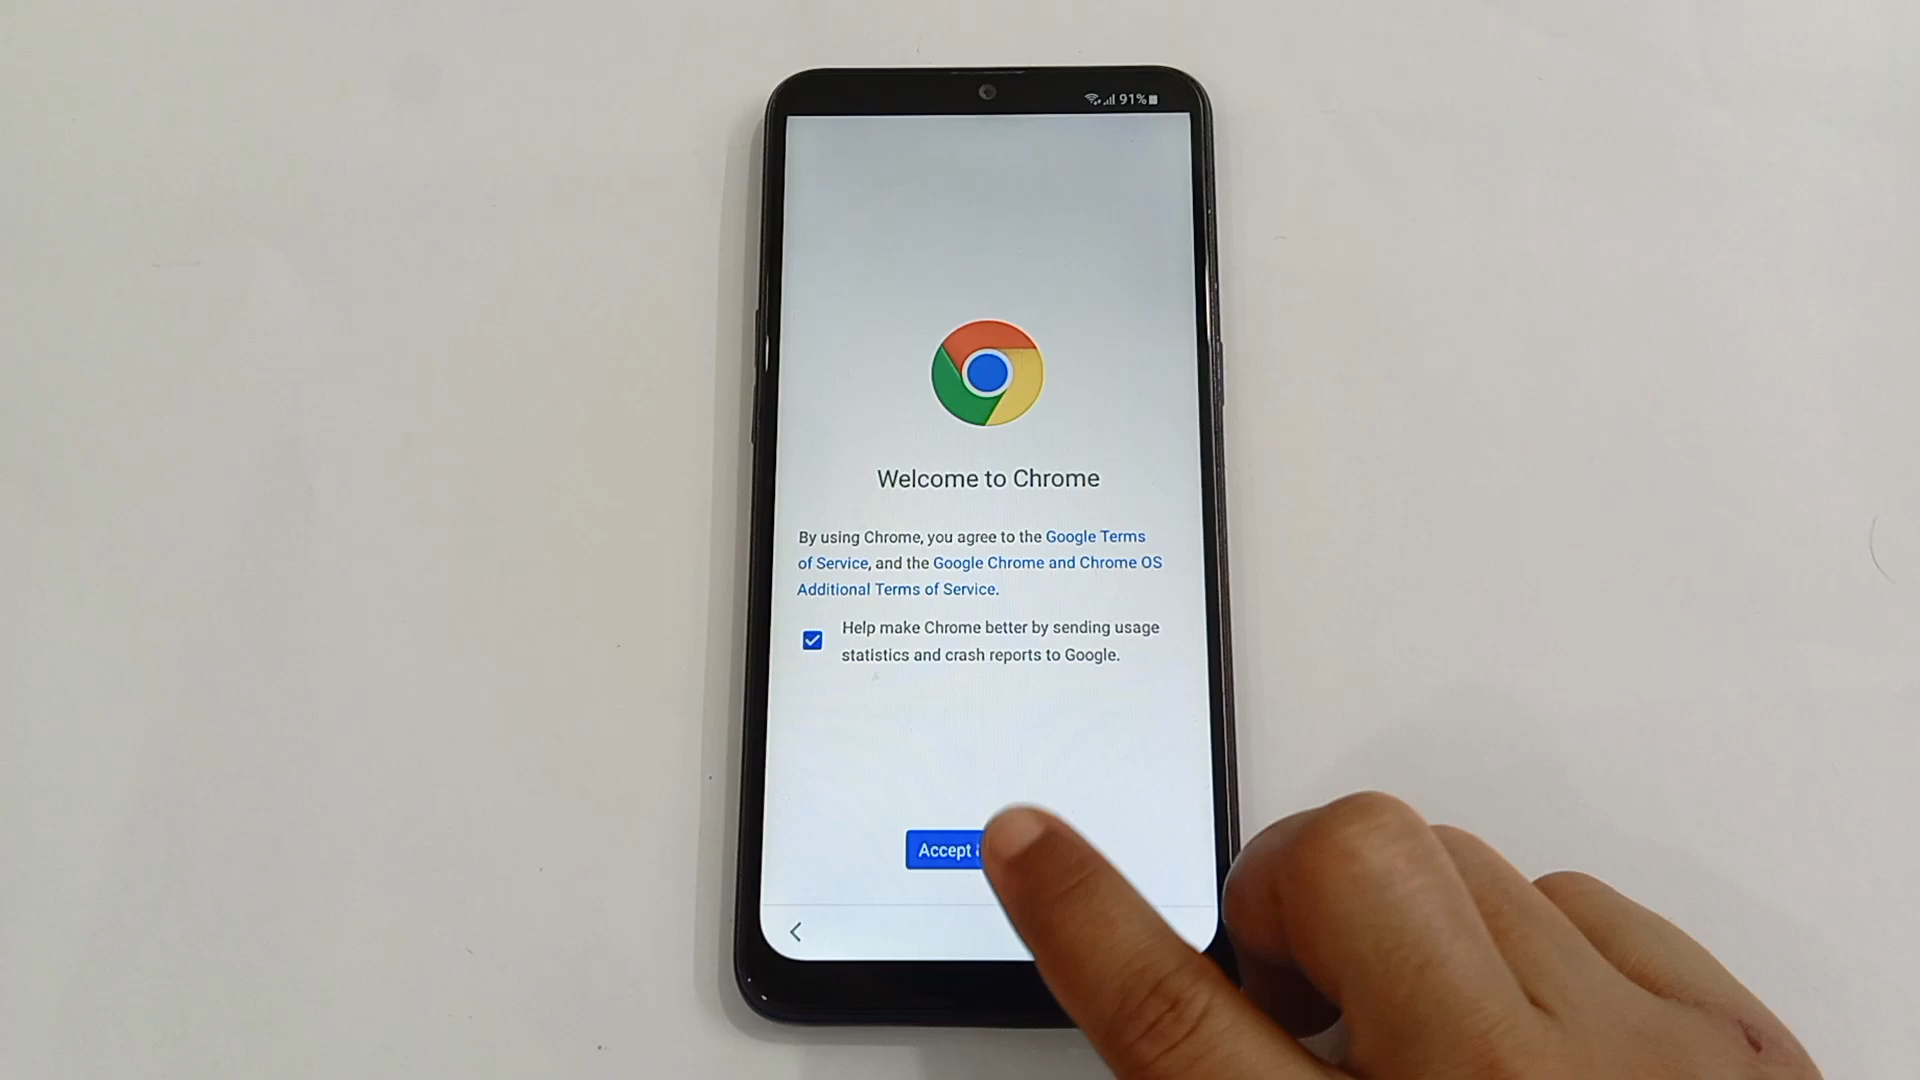 91%
Welcome to Chrome
By using Chrome, you agree to the Google Terms
of Service, and the Google Chrome and Chrome OS
Additional Terms of Service.
Help make Chrome better by sending usage
statistics and crash reports to Google.
Accept